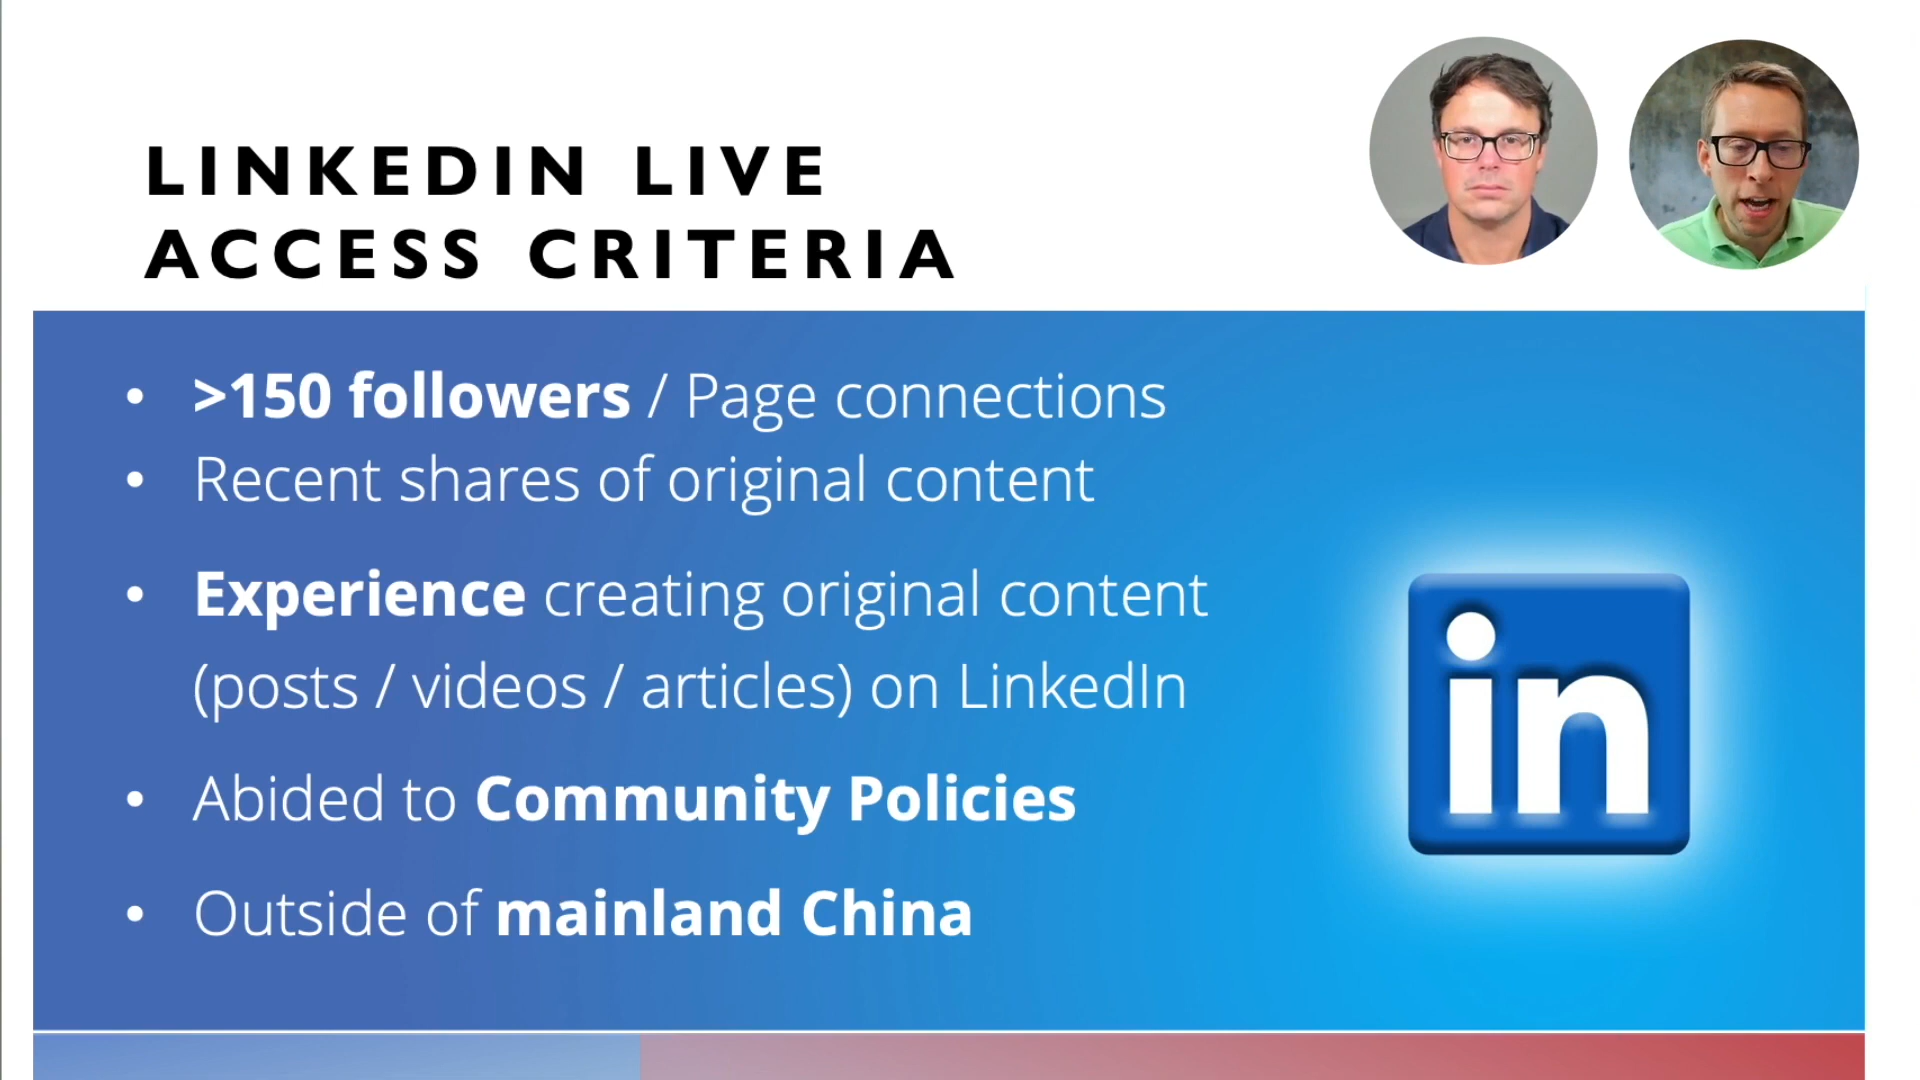 LINKEDIN LIVE
ACCESS CRITERIA
• >150 followers / Page connections
• Recent shares of original content
• Experience creating original content
(posts / videos / articles) on LinkedIn
• Abided to Community Policies
• Outside of mainland China
in